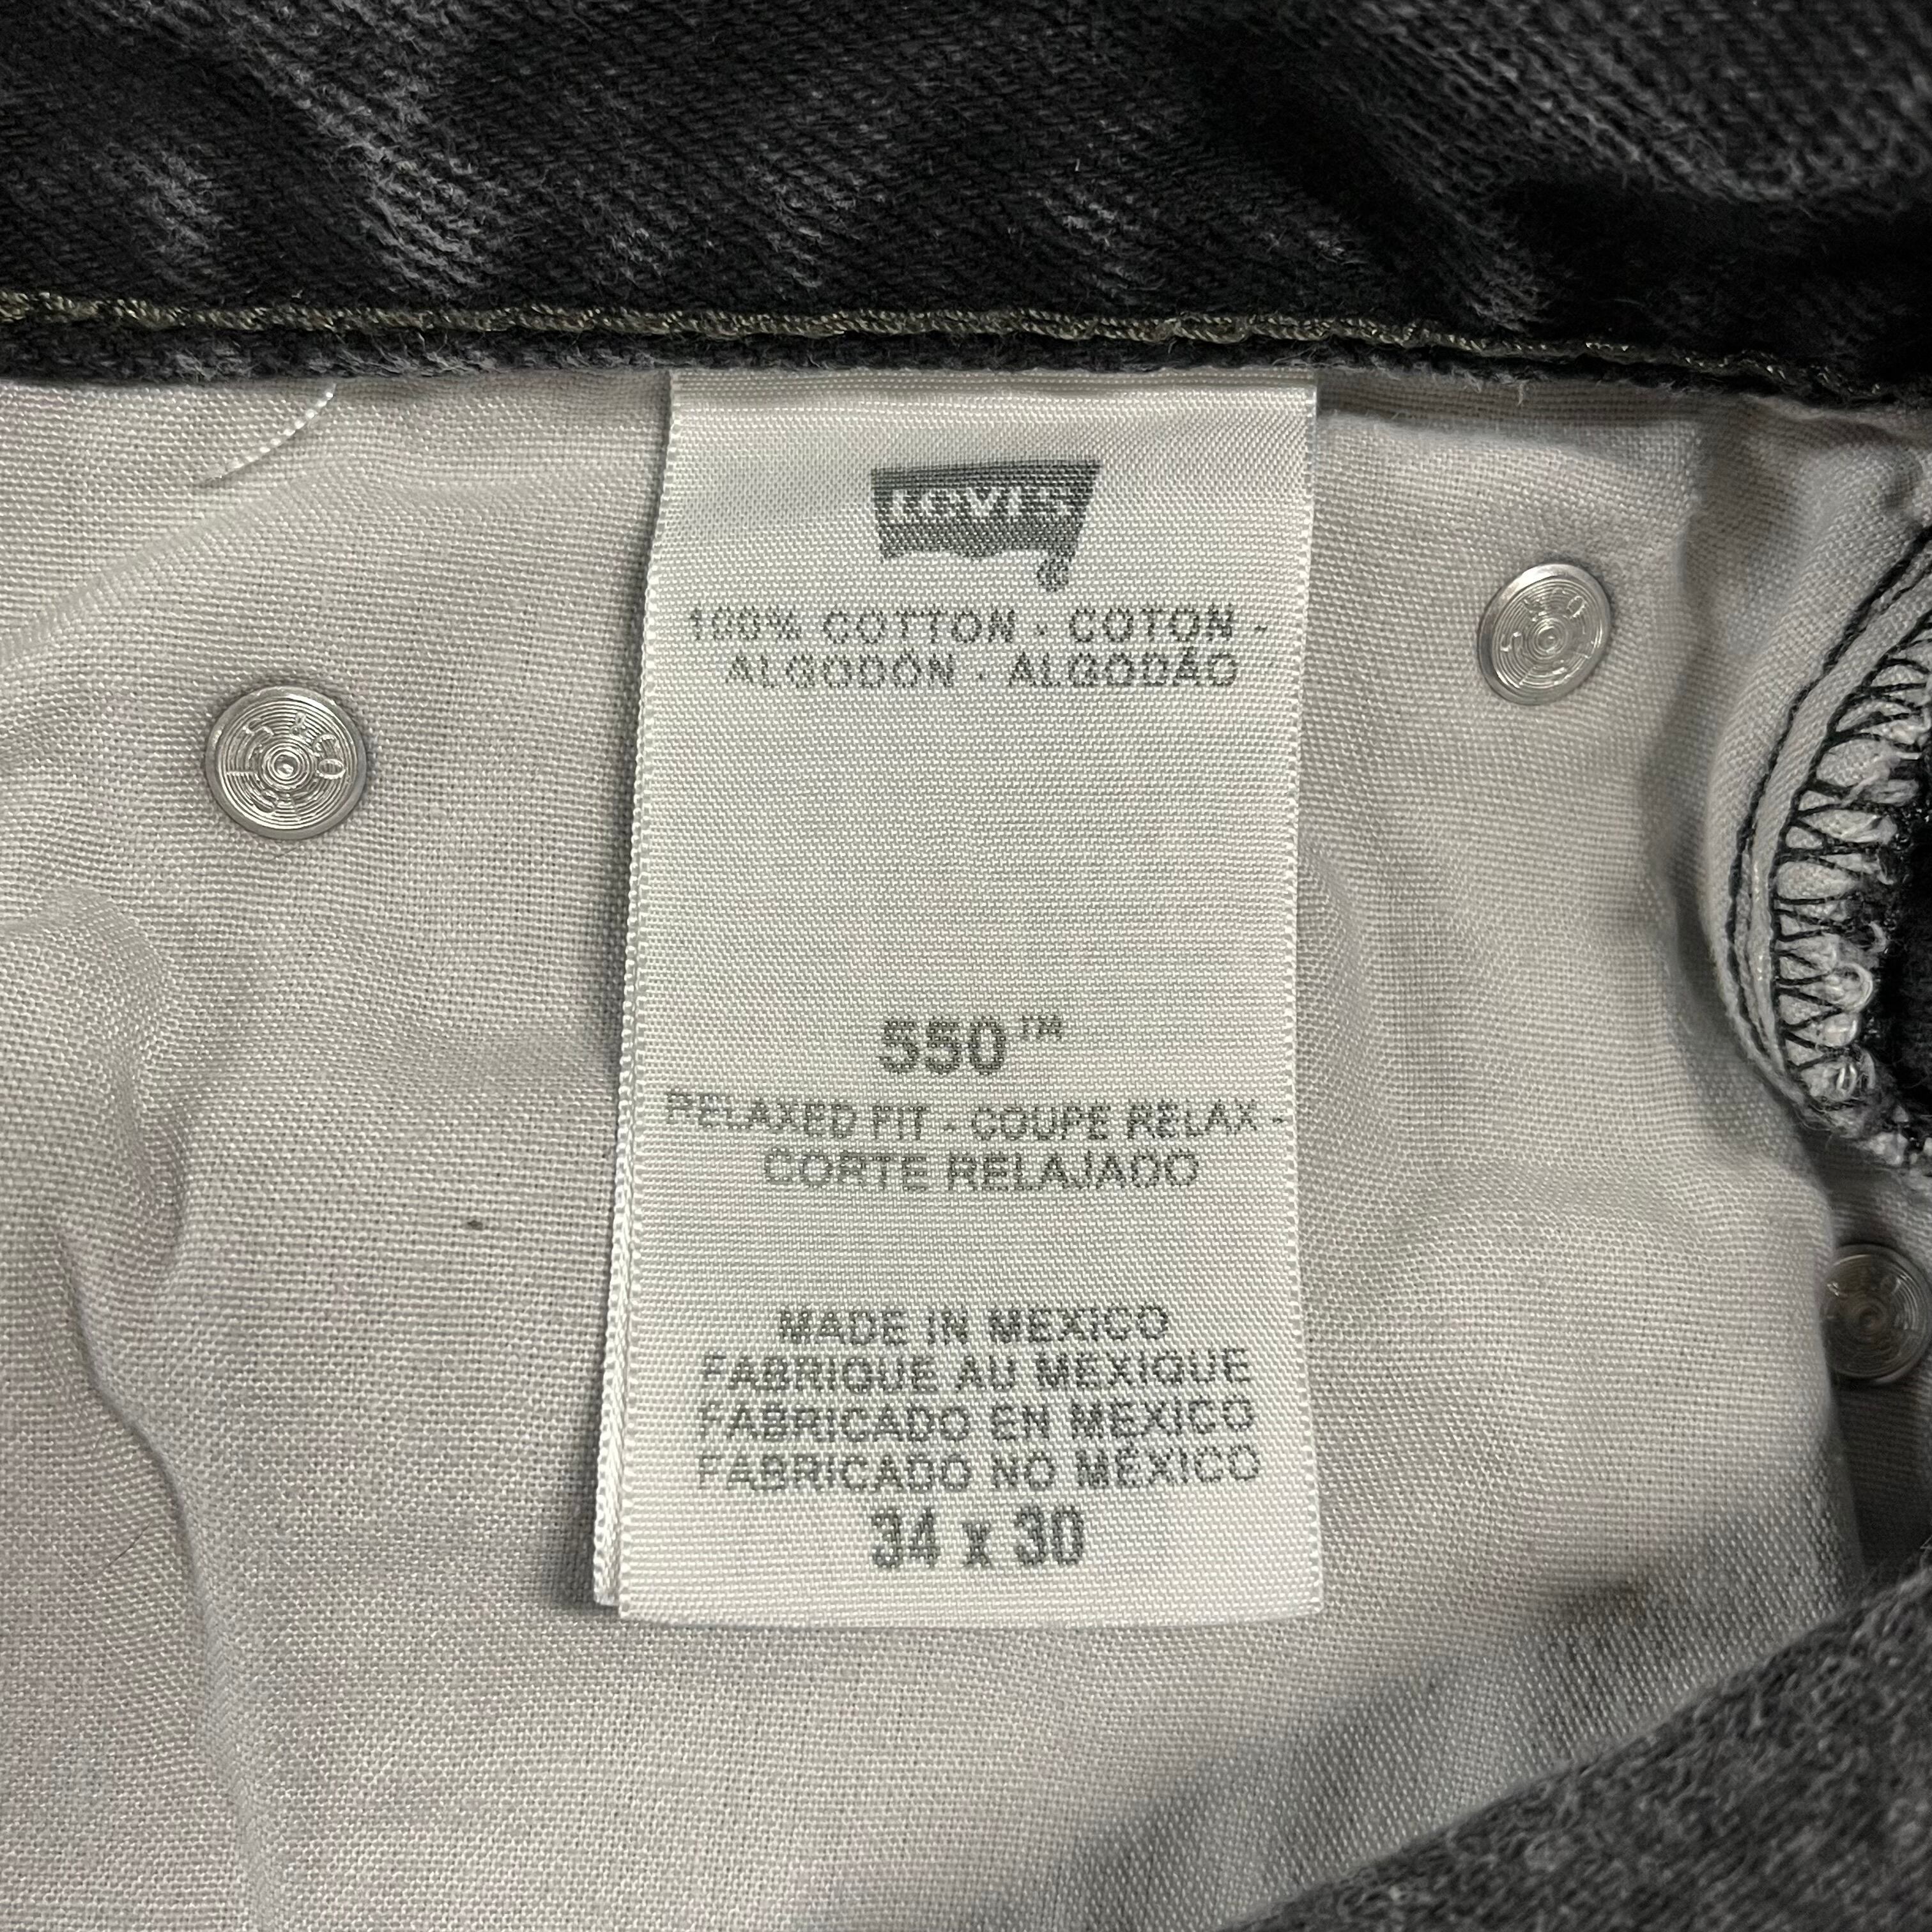 LEVI'S
®
100% COTTON - COTON -
ALGODÓN - ALGODÃO
550™
RELAXED FIT - COUPE RELAX -
CORTE RELAJADO
MADE IN MEXICO
FABRIQUE AU MEXIQUE
FABRICADO EN MEXICO
FABRICADO NO MÉXICO
34 x 30